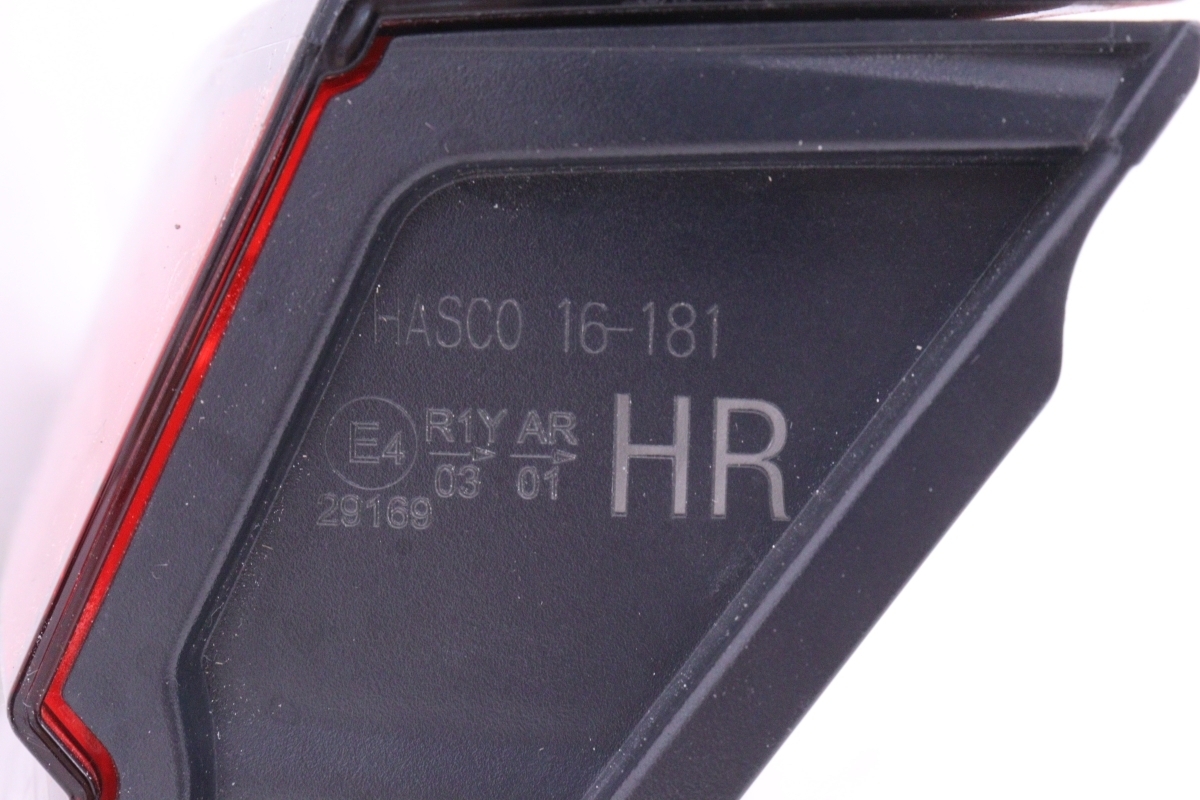 HASCO 16-181
E4 R1Y AR HR
03 01
29169